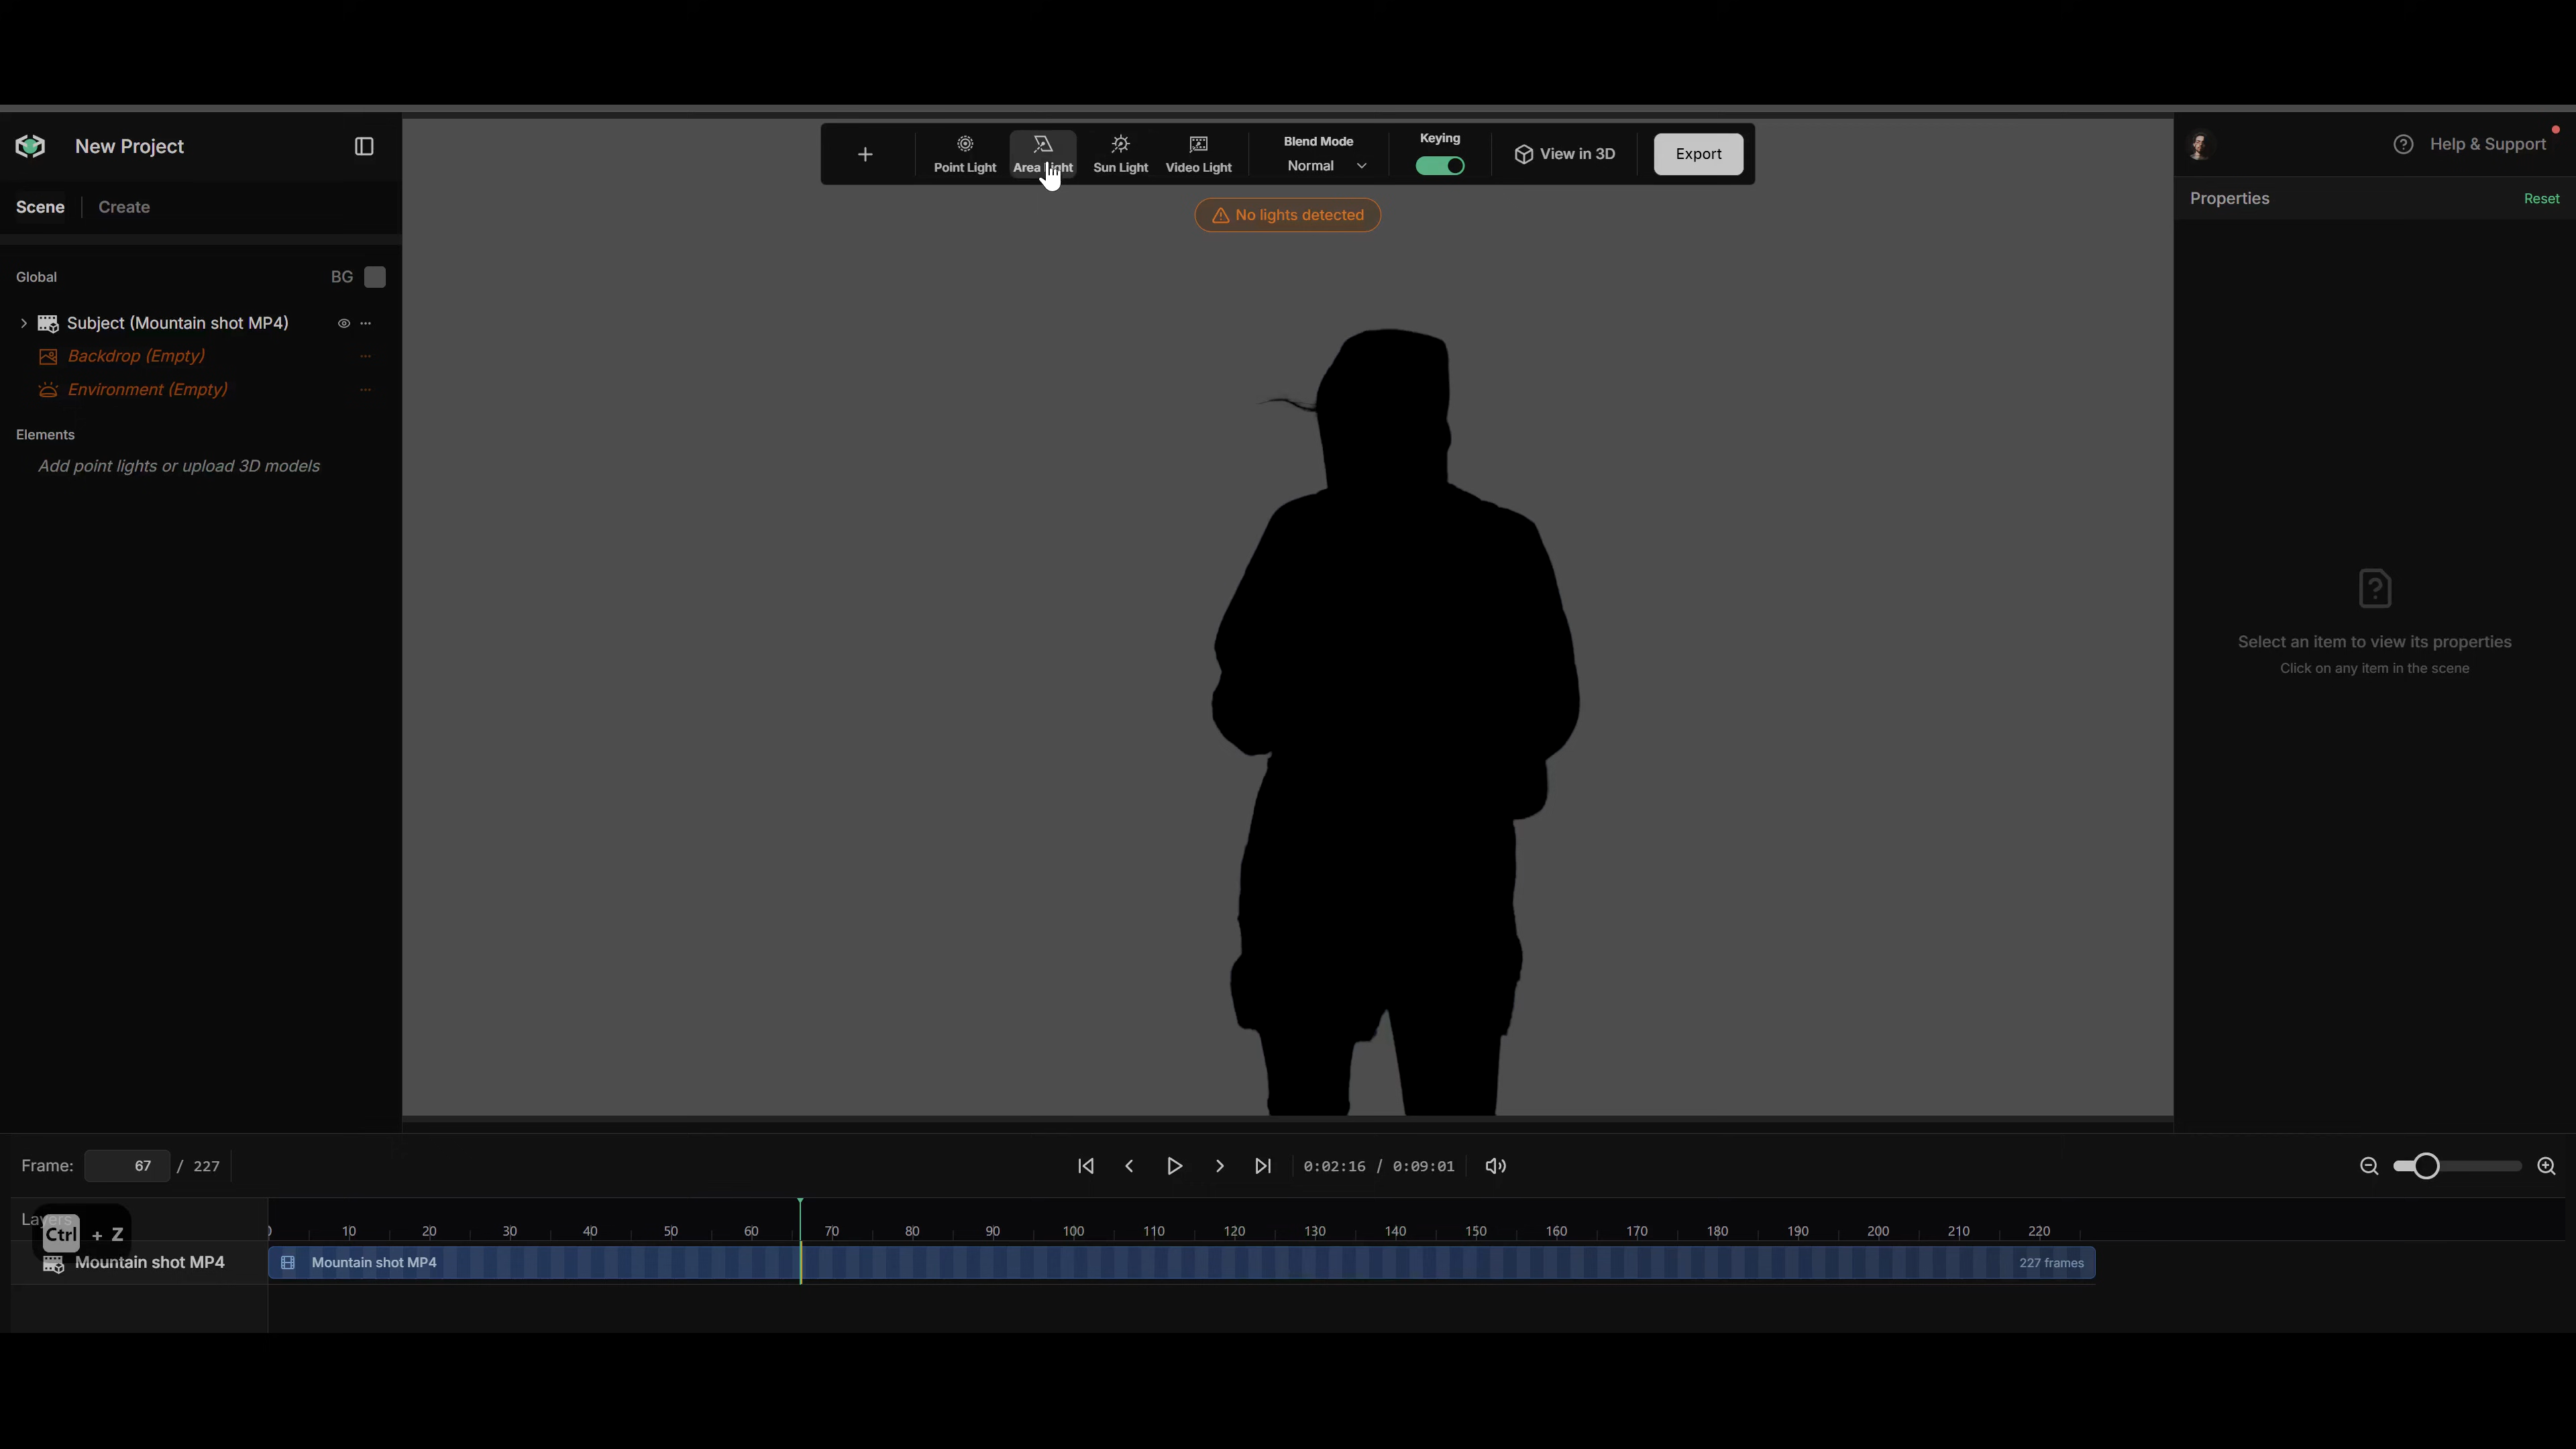 New Project
Point Light
Area Light
Sun Light
Video Light
Blend Mode
Normal
Keying
View in 3D
Export
Help & Support
Scene
Create
No lights detected
Properties
Reset
Global
BG
Subject (Mountain shot MP4)
Backdrop (Empty)
Environment (Empty)
Elements
Add point lights or upload 3D models
Select an item to view its properties
Click on any item in the scene
Frame: 67 / 227
0:02:16 / 0:09:01
Layers
Ctrl + Z
10 20 30 40 50 60 70 80 90 100 110 120 130 140 150 160 170 180 190 200 210 220
Mountain shot MP4
Mountain shot MP4
227 frames